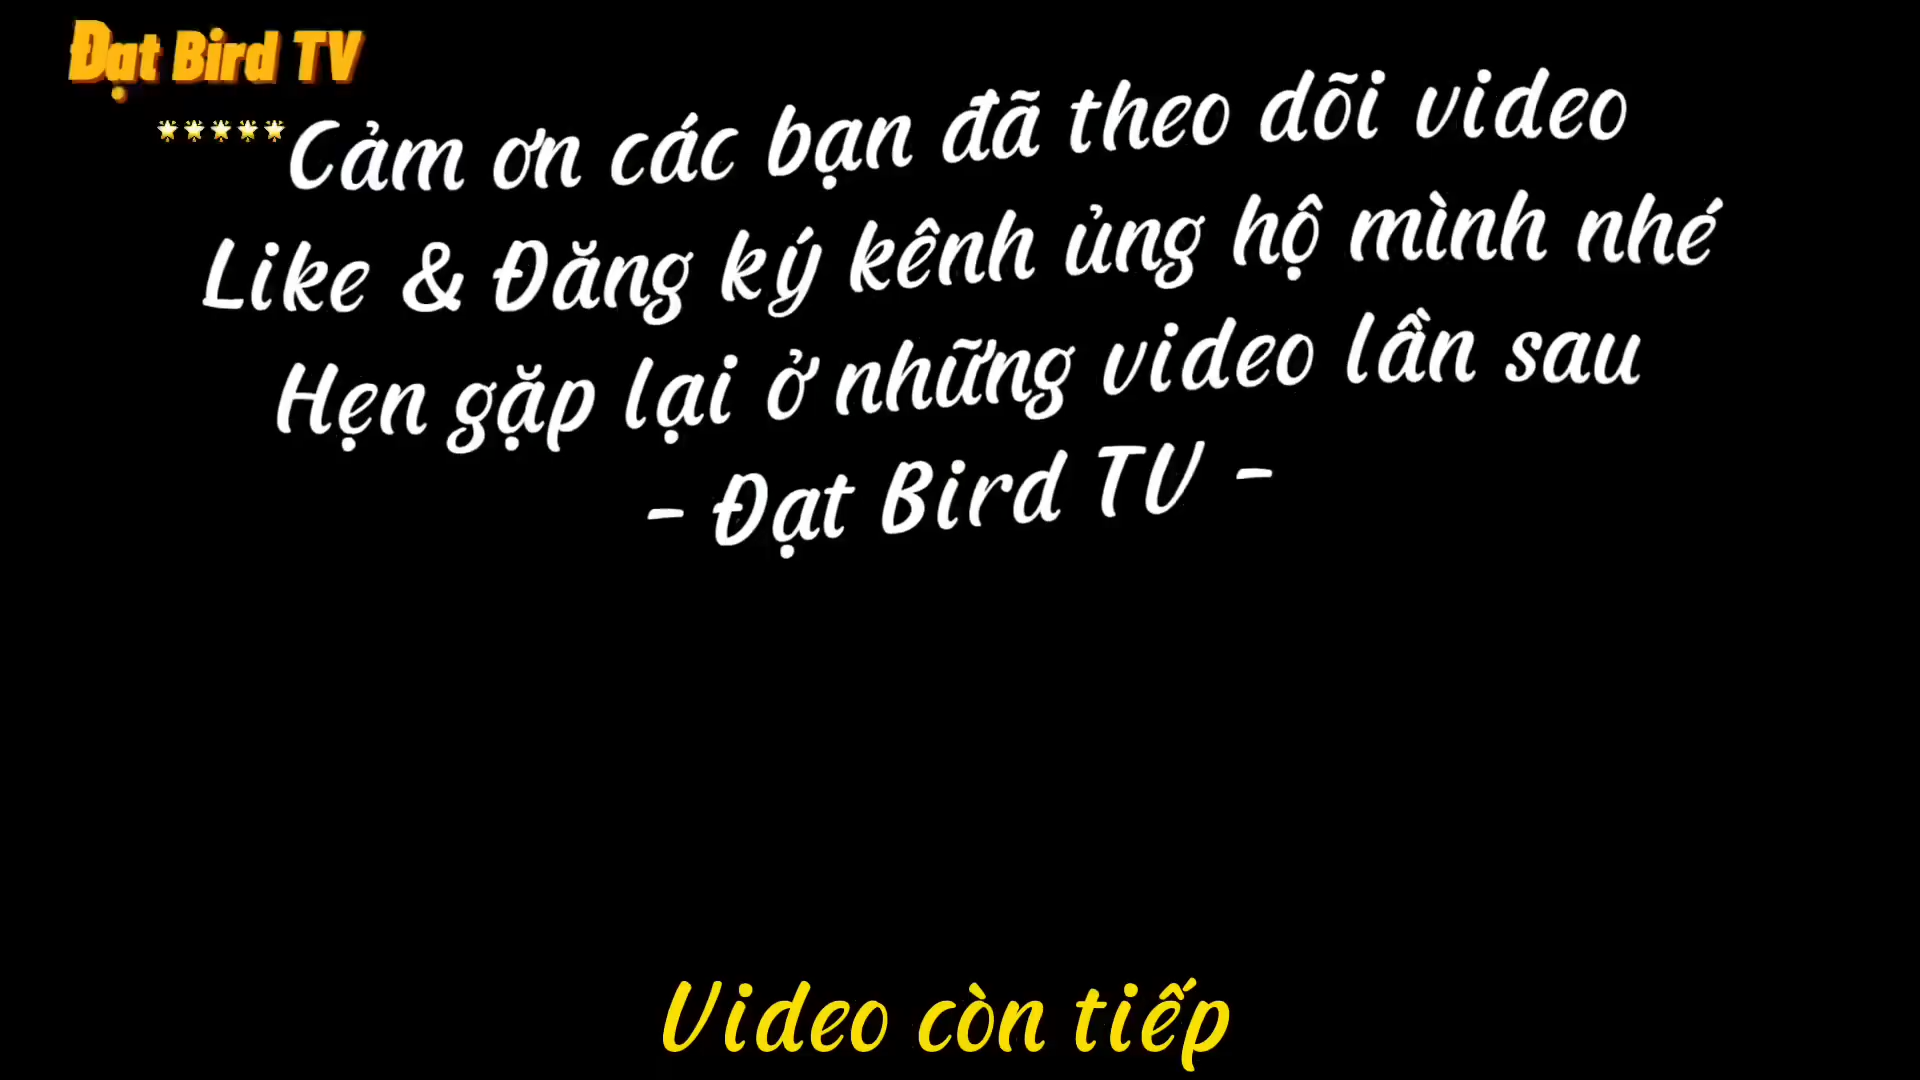 Đạt Bird TV
🌟🌟🌟🌟🌟
Cảm ơn các bạn đã theo dõi video
Like & Đăng ký kênh ủng hộ mình nhé
Hẹn gặp lại ở những video lần sau
- Đạt Bird TV -
Video còn tiếp